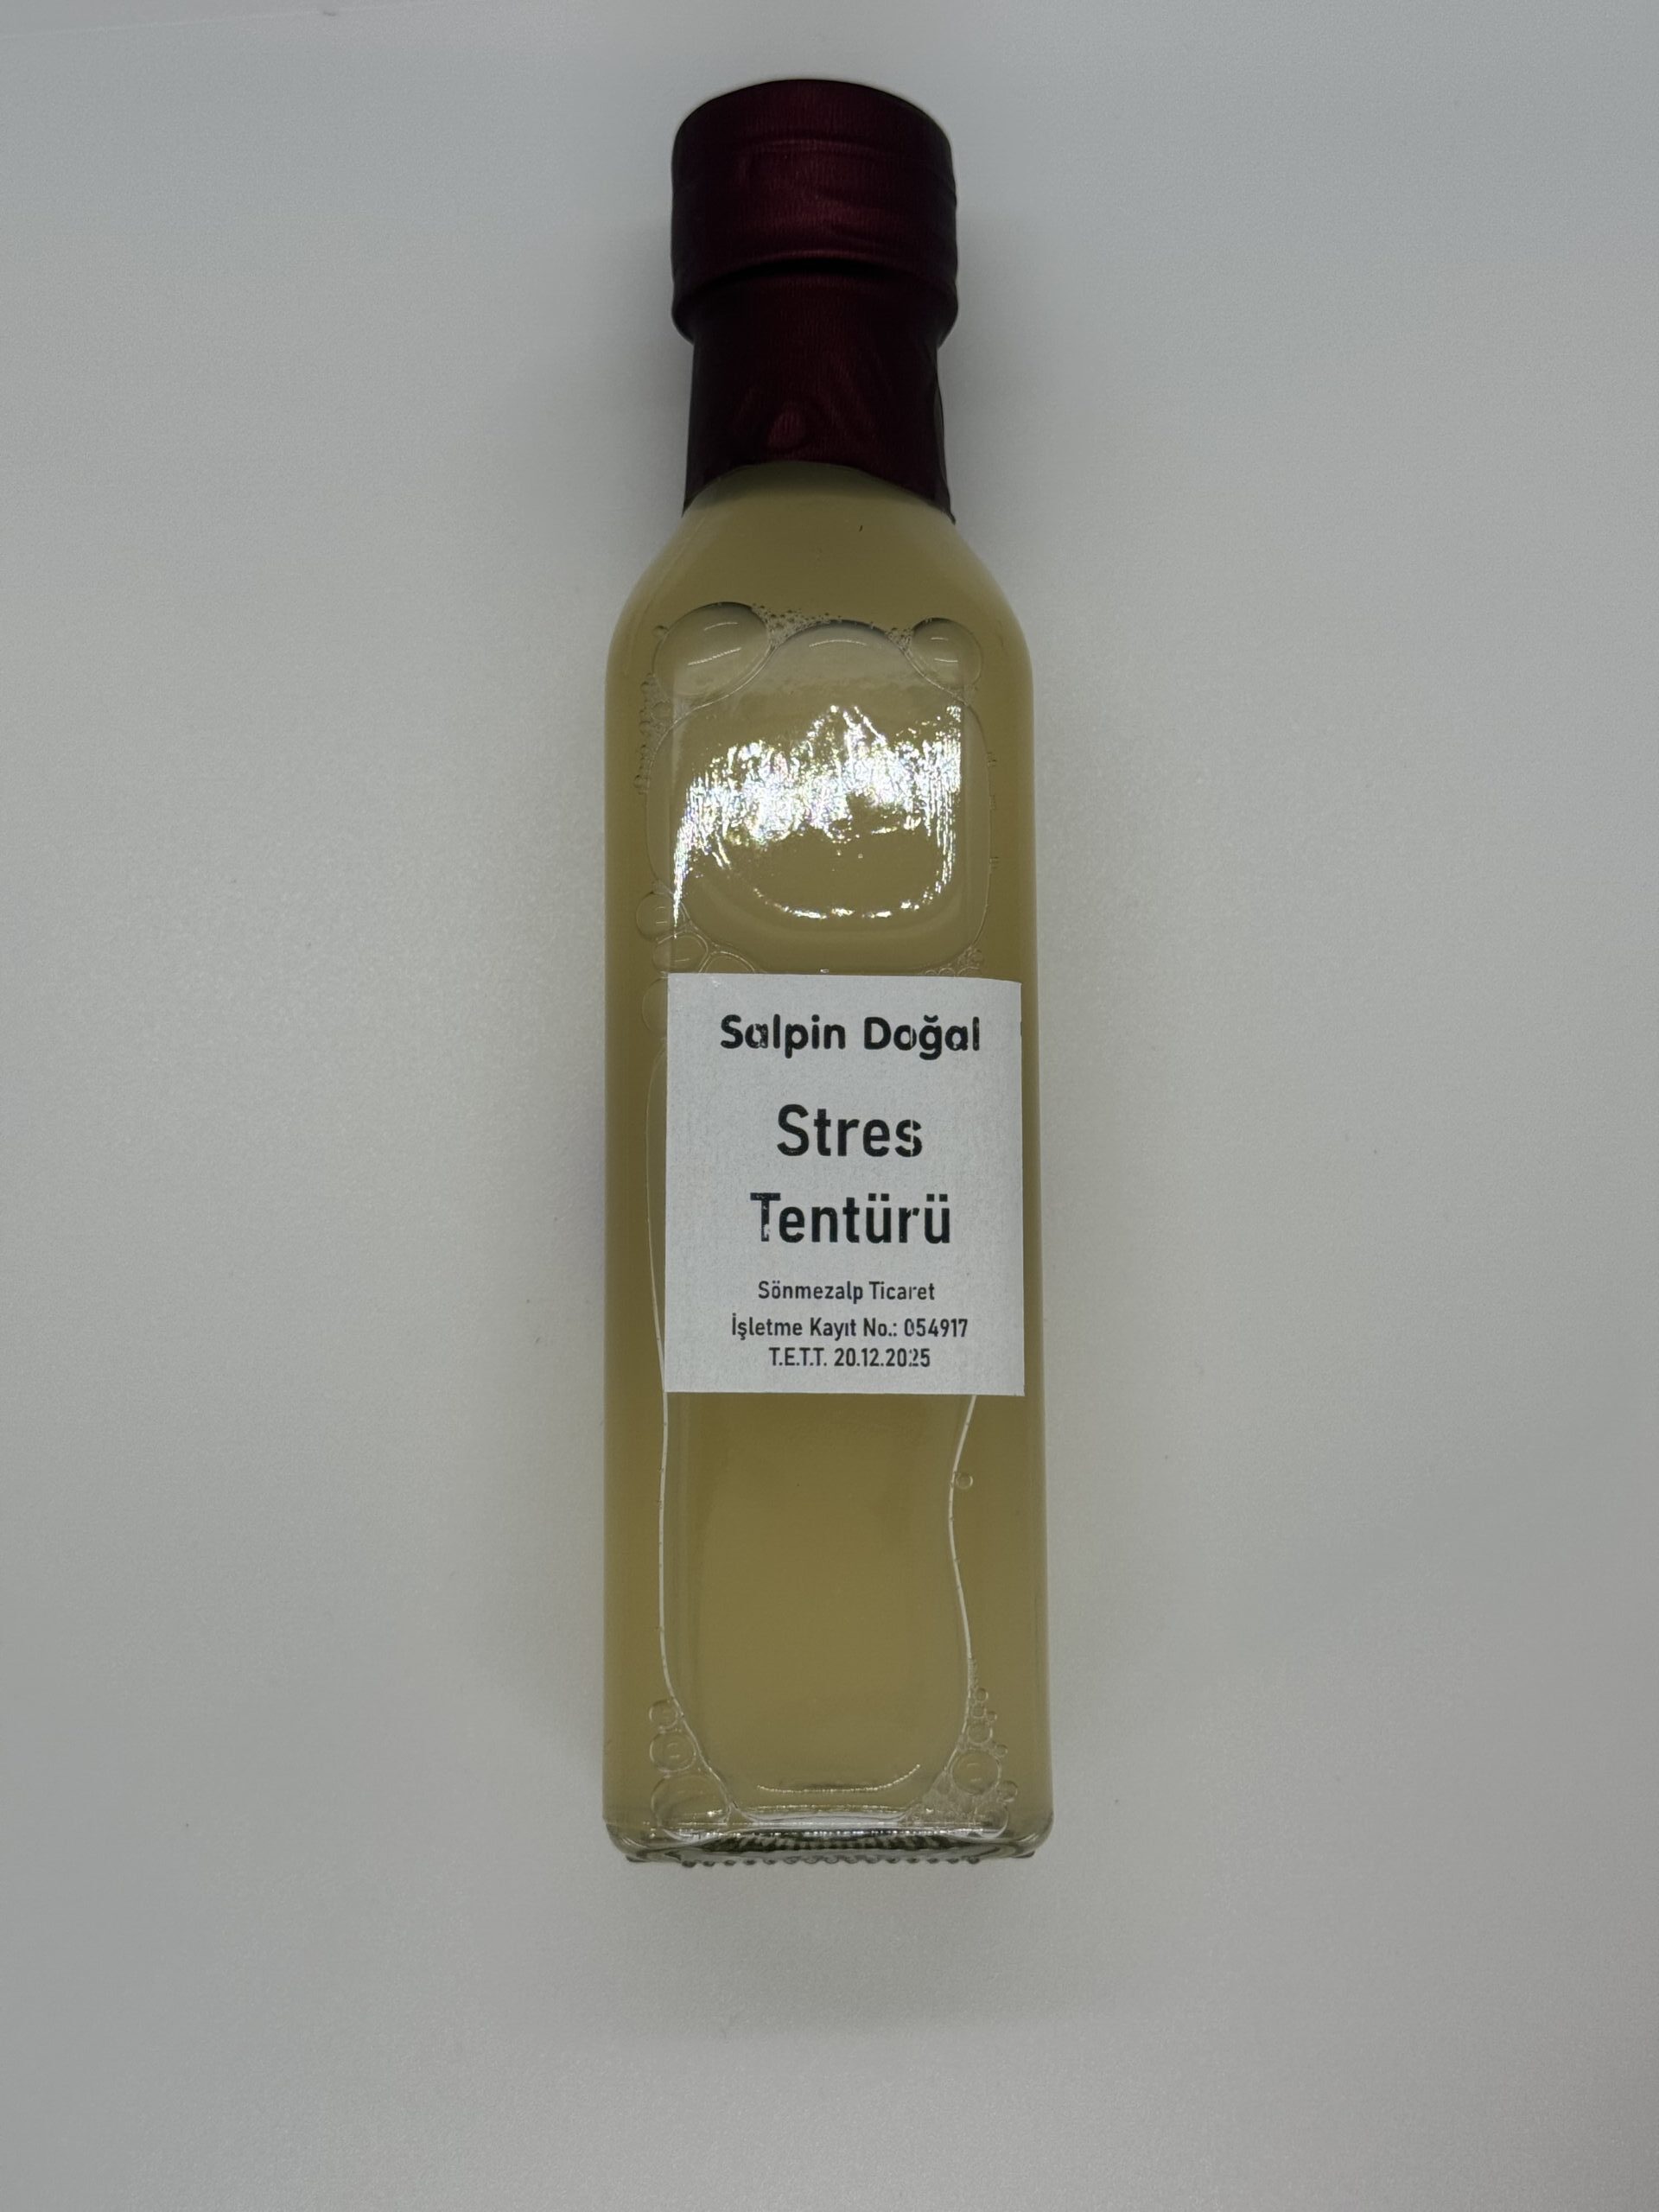 Salpin Doğal
Stres
Tentürü
Sönmezalp Ticaret
İşletme Kayıt No.: 054917
T.E.T.T. 20.12.2025